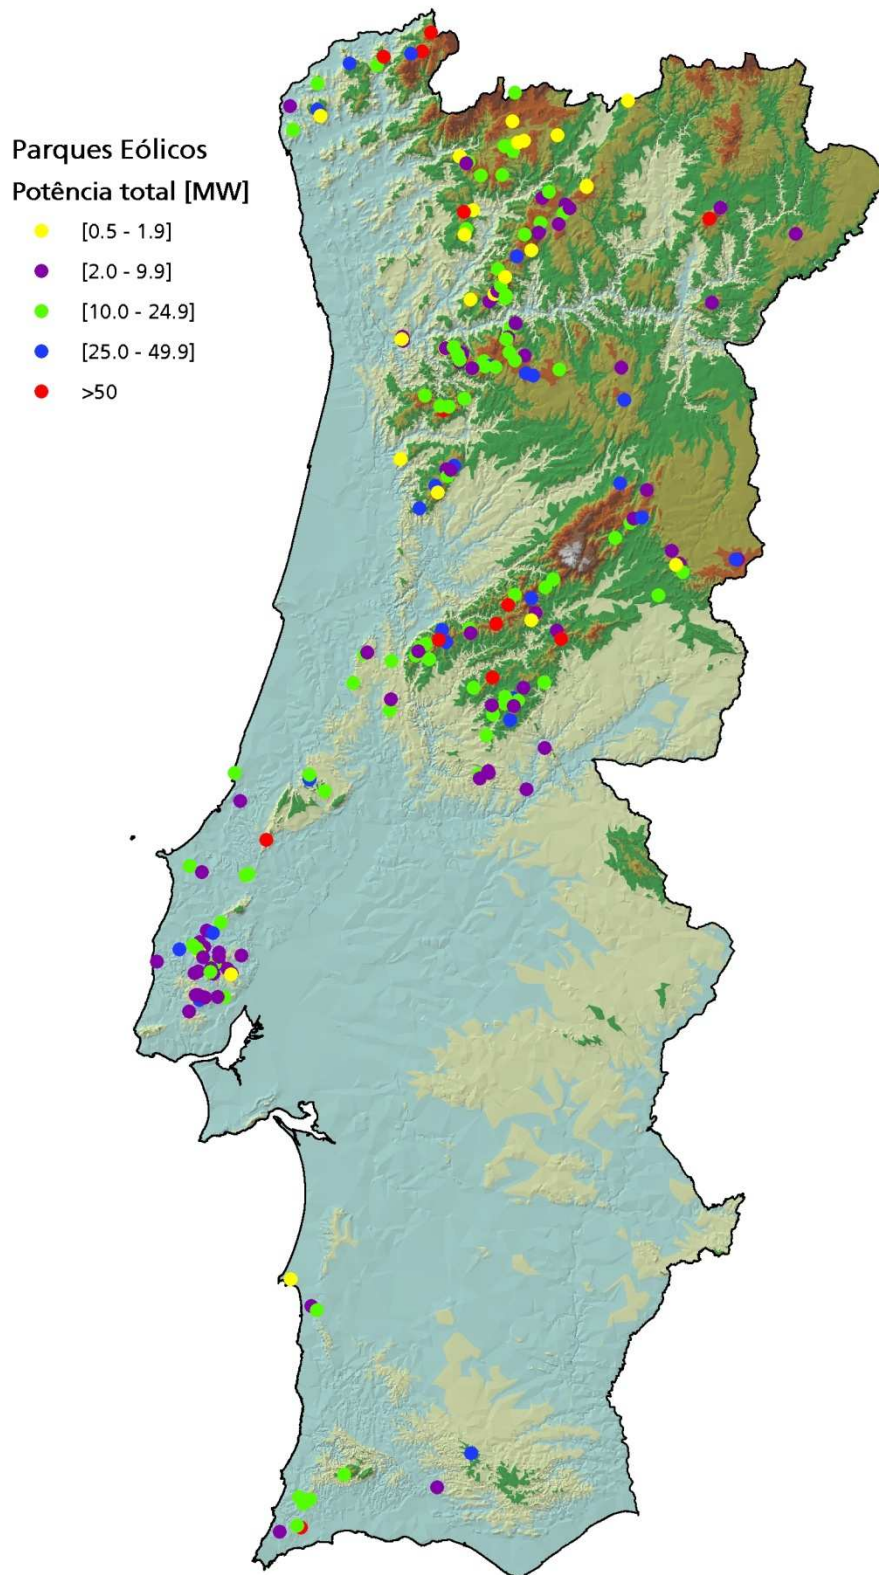 Parques Eólicos
Potência total [MW]
[0.5 - 1.9]
[2.0 - 9.9]
[10.0 - 24.9]
[25.0 - 49.9]
>50